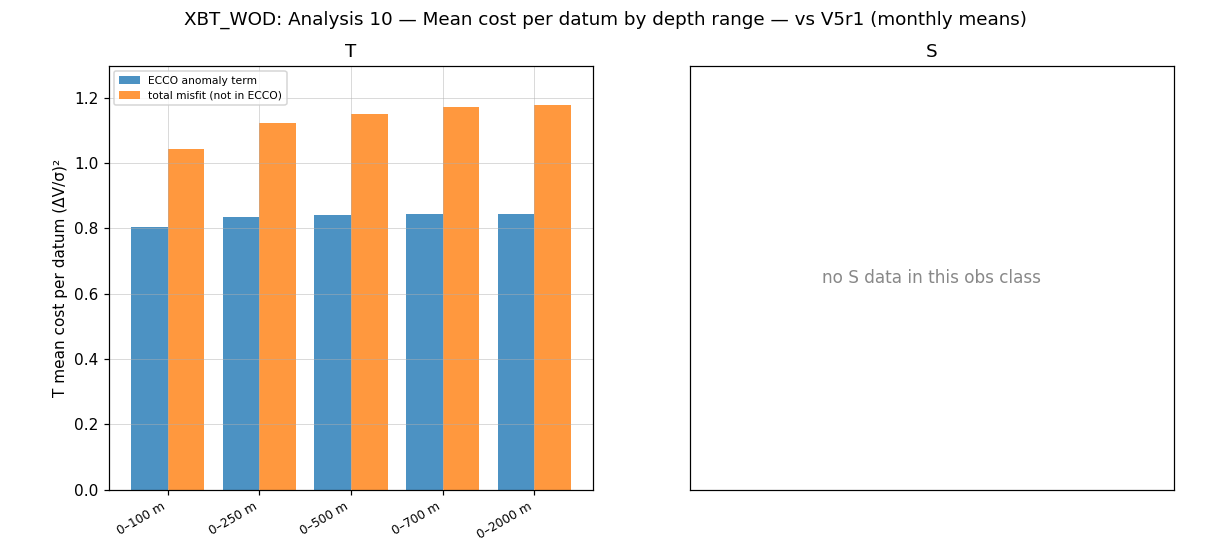 XBT_WOD: Analysis 10 — Mean cost per datum by depth range — vs V5r1 (monthly means)
T
ECCO anomaly term
total misfit (not in ECCO)
T mean cost per datum (ΔV/σ)²
1.2
1.0
0.8
0.6
0.4
0.2
0.0
0–100 m
0–250 m
0–500 m
0–700 m
0–2000 m
S
no S data in this obs class